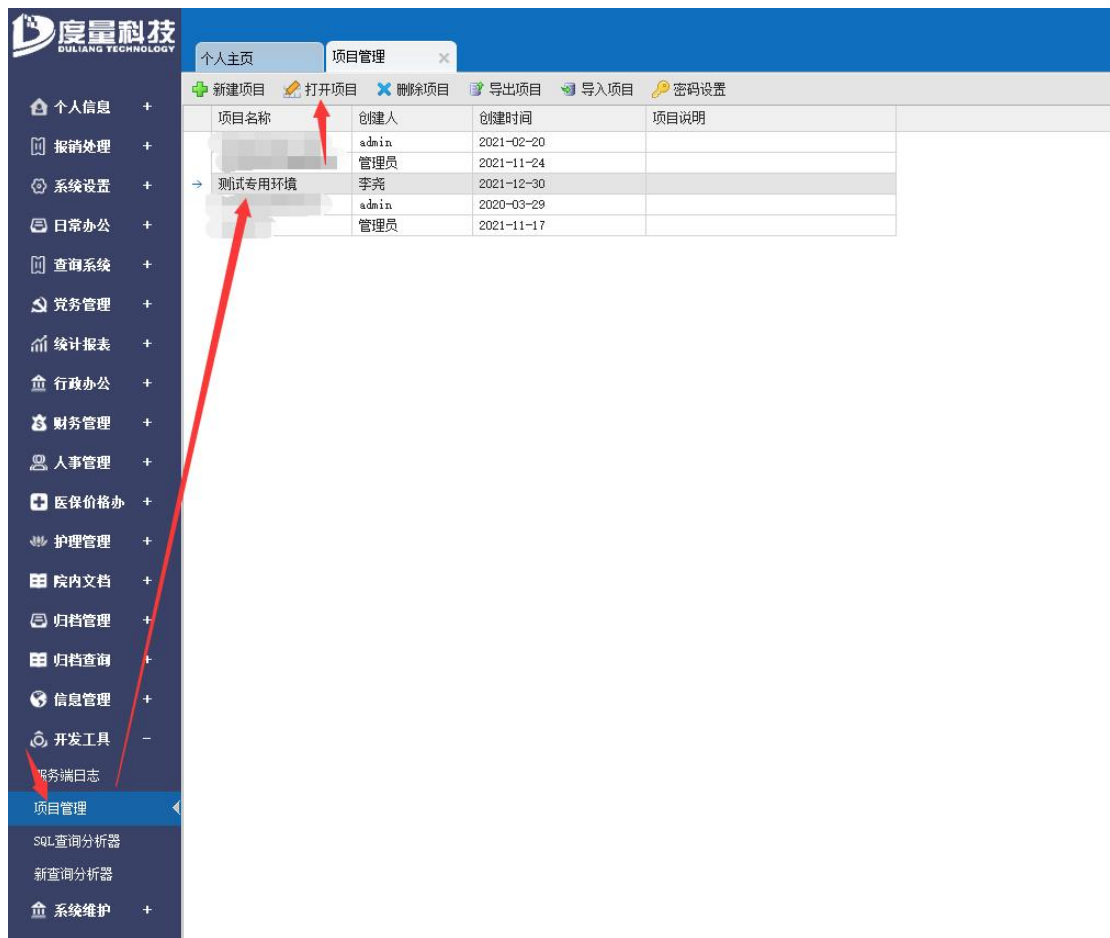 度量科技
DULIANG TECHNOLOGY
个人主页 项目管理
新建项目 打开项目 删除项目 导出项目 导入项目 密码设置
项目名称 创建人 创建时间 项目说明
admin 2021-02-20
管理员 2021-11-24
测试专用环境 李尧 2021-12-30
admin 2020-03-29
管理员 2021-11-17
个人信息 +
报销处理 +
系统设置 +
日常办公 +
查询系统 +
党务管理 +
统计报表 +
行政办公 +
财务管理 +
人事管理 +
医保价格办 +
护理管理 +
院内文档 +
归档管理 +
归档查询 +
信息管理 +
开发工具 -
服务端日志
项目管理
SQL查询分析器
新查询分析器
系统维护 +